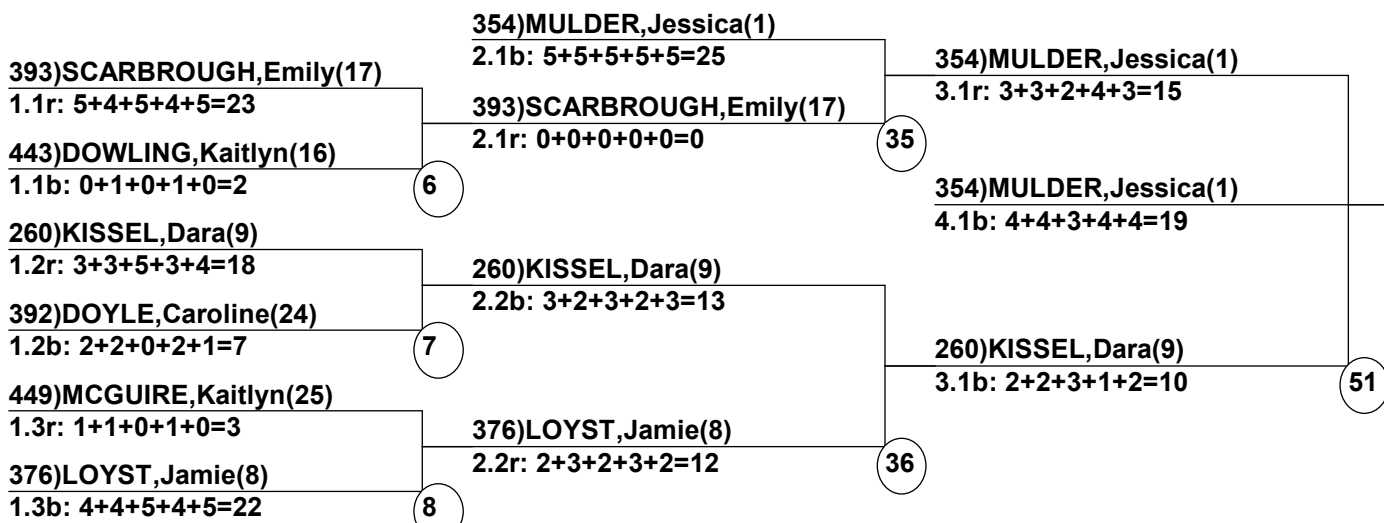 393)SCARBROUGH,Emily(17)
1.1r: 5+4+5+4+5=23
443)DOWLING,Kaitlyn(16)
1.1b: 0+1+0+1+0=2
6
260)KISSEL,Dara(9)
1.2r: 3+3+5+3+4=18
392)DOYLE,Caroline(24)
1.2b: 2+2+0+2+1=7
7
449)MCGUIRE,Kaitlyn(25)
1.3r: 1+1+0+1+0=3
376)LOYST,Jamie(8)
1.3b: 4+4+5+4+5=22
8
354)MULDER,Jessica(1)
2.1b: 5+5+5+5+5=25
393)SCARBROUGH,Emily(17)
2.1r: 0+0+0+0+0=0
35
260)KISSEL,Dara(9)
2.2b: 3+2+3+2+3=13
376)LOYST,Jamie(8)
2.2r: 2+3+2+3+2=12
36
354)MULDER,Jessica(1)
3.1r: 3+3+2+4+3=15
354)MULDER,Jessica(1)
4.1b: 4+4+3+4+4=19
260)KISSEL,Dara(9)
3.1b: 2+2+3+1+2=10
51